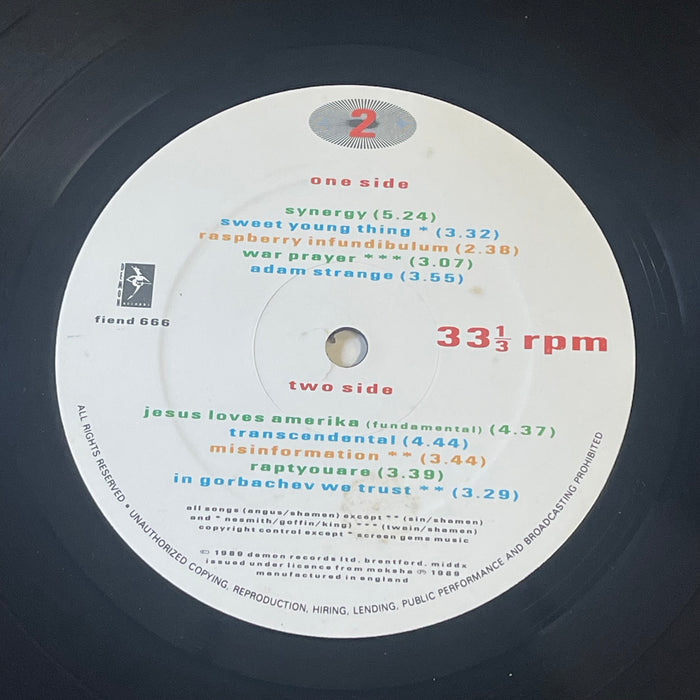 2
one side
synergy (5.24)
sweet young thing * (3.32)
raspberry infundibulum (2.38)
war prayer *** (3.07)
adam strange (3.55)
DEMON
RECORDS
fiend 666
33⅓ rpm
two side
jesus loves amerika (fundamental) (4.37)
transcendental (4.44)
misinformation ** (3.44)
raptyouare (3.39)
in gorbachev we trust ** (3.29)
all songs (angus/shamen) except ** (sin/shamen)
and * nesmith/goffin/king) *** (twain/shamen)
copyright control except * screen gems music
© 1989 demon records ltd. brentford. middx
issued under licence from moksha ℗ 1989
manufactured in england
ALL RIGHTS RESERVED • UNAUTHORIZED COPYING, REPRODUCTION, HIRING, LENDING, PUBLIC PERFORMANCE AND BROADCASTING PROHIBITED